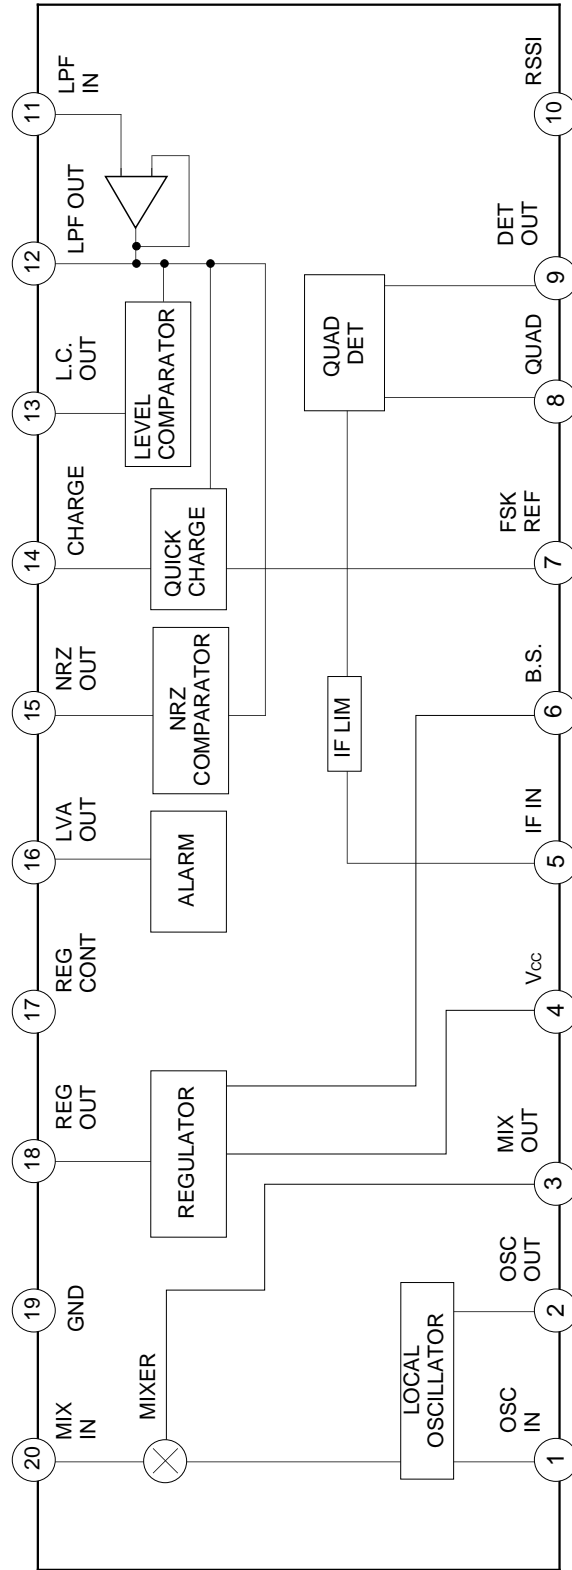 20
19
18
17
16
15
14
13
12
11
MIX
IN
GND
REG
OUT
REG
CONT
LVA
OUT
NRZ
OUT
CHARGE
L.C.
OUT
LPF OUT
LPF
IN
MIXER
REGULATOR
ALARM
NRZ
COMPARATOR
QUICK
CHARGE
LEVEL
COMPARATOR
LOCAL
OSCILLATOR
IF LIM
QUAD
DET
OSC
IN
OSC
OUT
MIX
OUT
Vcc
IF IN
B.S.
FSK
REF
QUAD
DET
OUT
RSSI
1
2
3
4
5
6
7
8
9
10